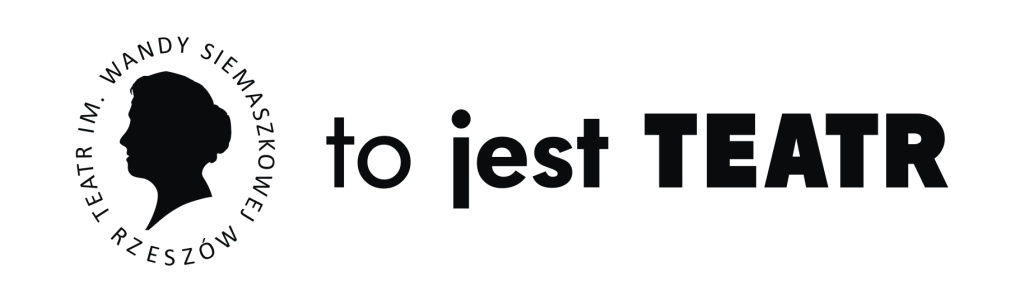 TEATR IM. WANDY SIEMASZKOWEJ
RZESZÓW
to jest TEATR